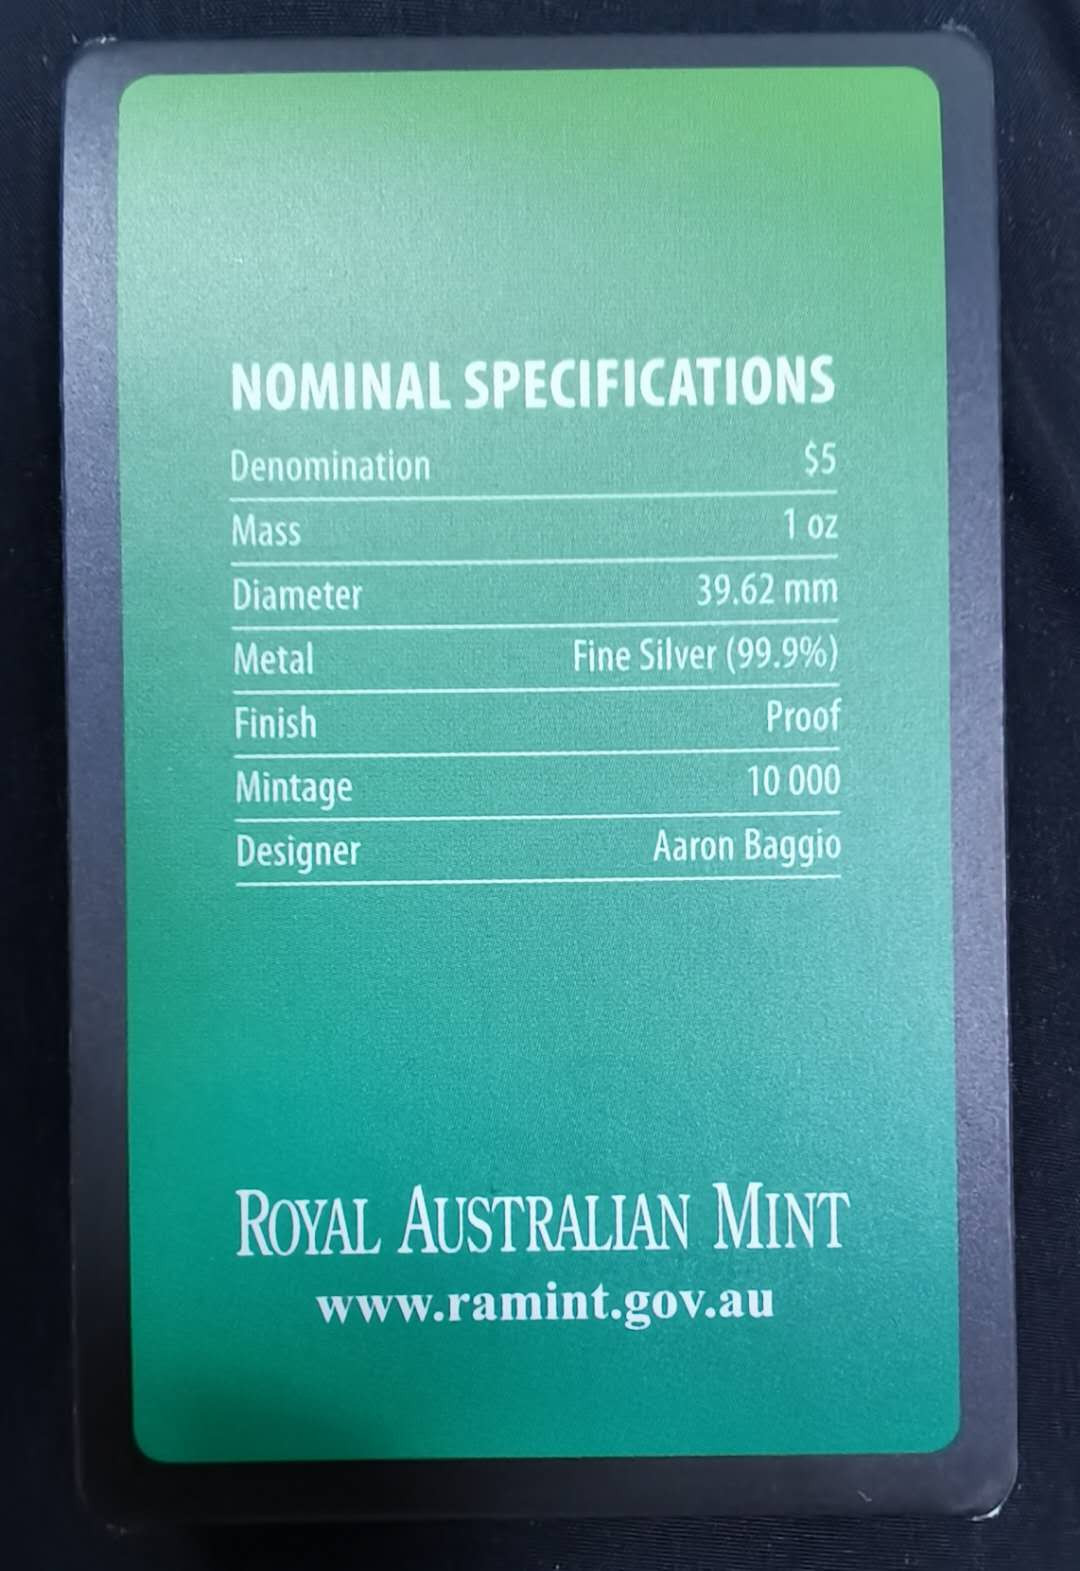 NOMINAL SPECIFICATIONS
Denomination $5
Mass 1 oz
Diameter 39.62 mm
Metal Fine Silver (99.9%)
Finish Proof
Mintage 10 000
Designer Aaron Baggio
ROYAL AUSTRALIAN MINT
www.ramint.gov.au